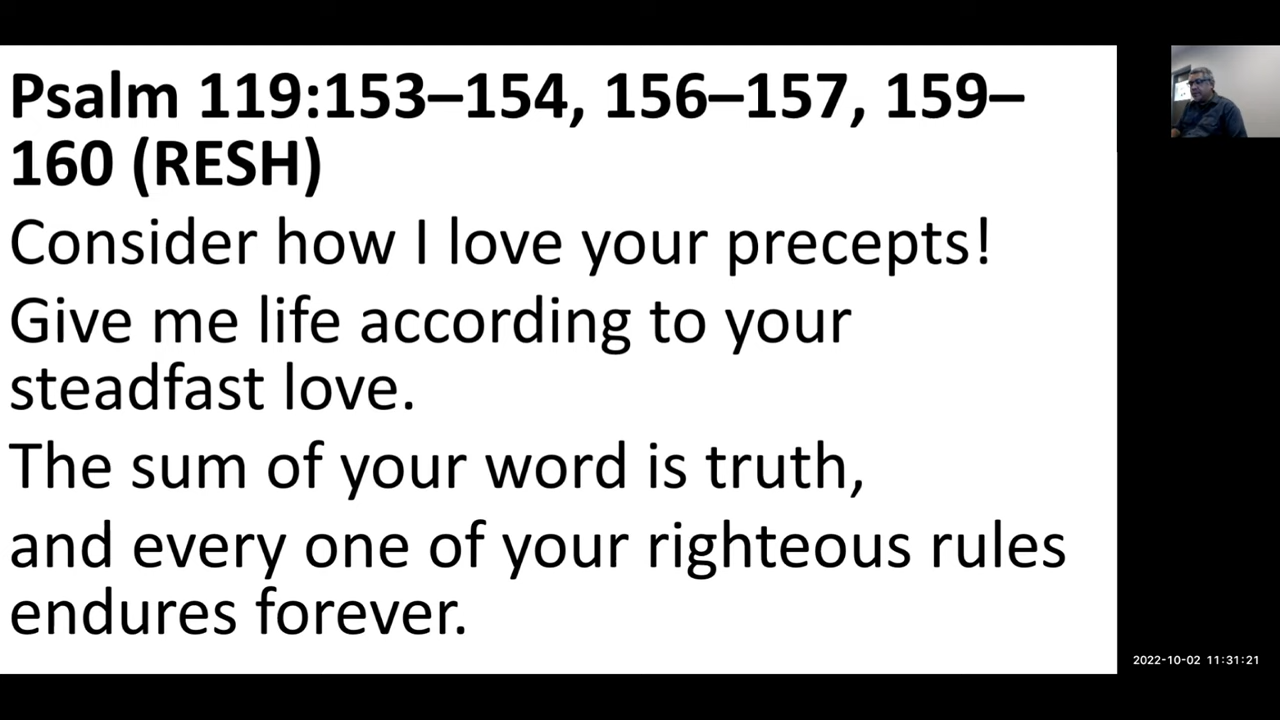 Psalm 119:153–154, 156–157, 159–
160 (RESH)
Consider how I love your precepts!
Give me life according to your
steadfast love.
The sum of your word is truth,
and every one of your righteous rules
endures forever.
2022-10-02 11:31:21